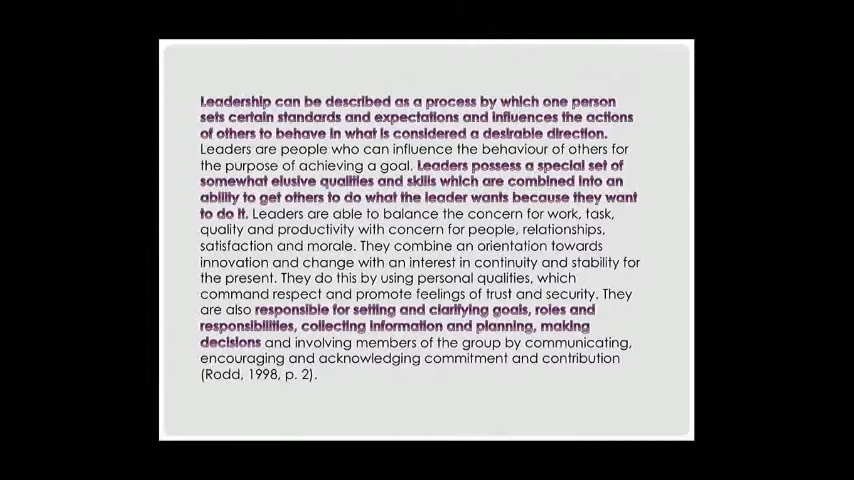 Leadership can be described as a process by which one person
sets certain standards and expectations and influences the actions
of others to behave in what is considered a desirable direction.
Leaders are people who can influence the behaviour of others for
the purpose of achieving a goal. Leaders possess a special set of
somewhat elusive qualities and skills which are combined into an
ability to get others to do what the leader wants because they want
to do it. Leaders are able to balance the concern for work, task,
quality and productivity with concern for people, relationships,
satisfaction and morale. They combine an orientation towards
innovation and change with an interest in continuity and stability for
the present. They do this by using personal qualities, which
command respect and promote feelings of trust and security. They
are also responsible for setting and clarifying goals, roles and
responsibilities, collecting information and planning, making
decisions and involving members of the group by communicating,
encouraging and acknowledging commitment and contribution
(Rodd, 1998, p. 2).